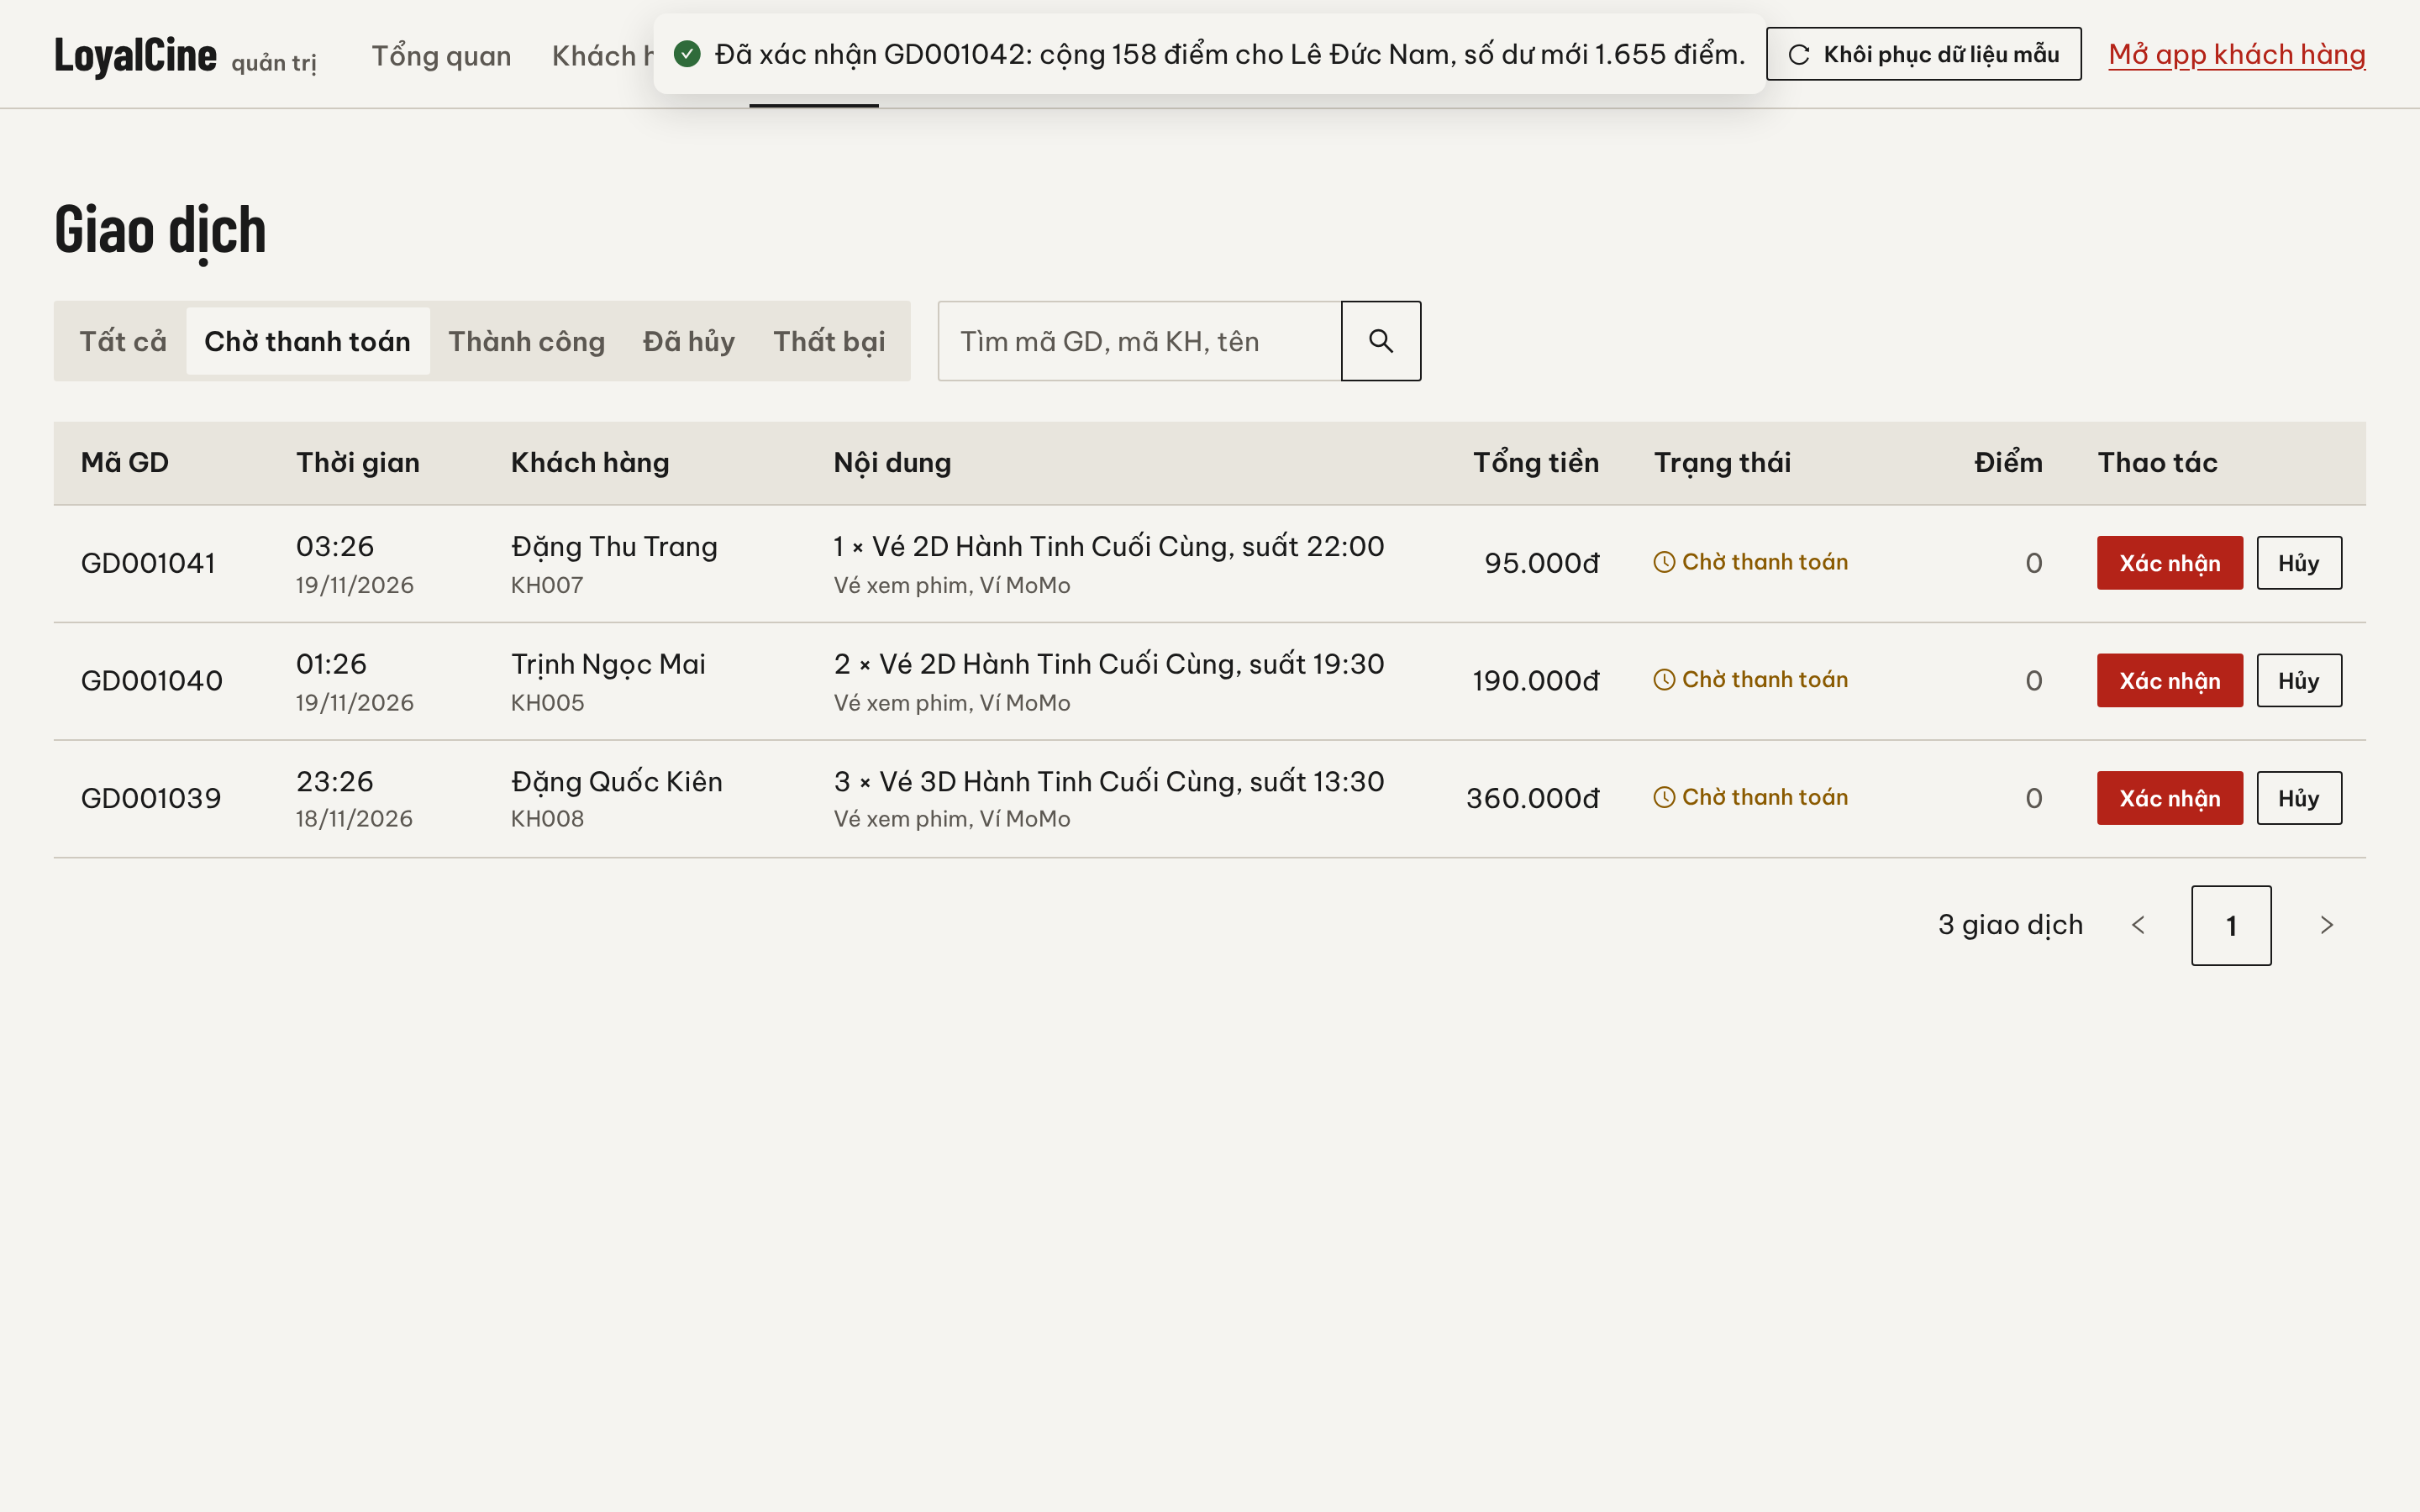 LoyalCine quản trị
Tổng quan
Khách
Đã xác nhận GD001042: cộng 158 điểm cho Lê Đức Nam, số dư mới 1.655 điểm.
Khôi phục dữ liệu mẫu
Mở app khách hàng
Giao dịch
Tất cả Chờ thanh toán Thành công Đã hủy Thất bại
Tìm mã GD, mã KH, tên
Mã GD Thời gian Khách hàng Nội dung Tổng tiền Trạng thái Điểm Thao tác
GD001041 03:26 Đặng Thu Trang 1 × Vé 2D Hành Tinh Cuối Cùng, suất 22:00 95.000đ Chờ thanh toán 0 Xác nhận Hủy
19/11/2026 KH007 Vé xem phim, Ví MoMo
GD001040 01:26 Trịnh Ngọc Mai 2 × Vé 2D Hành Tinh Cuối Cùng, suất 19:30 190.000đ Chờ thanh toán 0 Xác nhận Hủy
19/11/2026 KH005 Vé xem phim, Ví MoMo
GD001039 23:26 Đặng Quốc Kiên 3 × Vé 3D Hành Tinh Cuối Cùng, suất 13:30 360.000đ Chờ thanh toán 0 Xác nhận Hủy
18/11/2026 KH008 Vé xem phim, Ví MoMo
3 giao dịch < 1 >